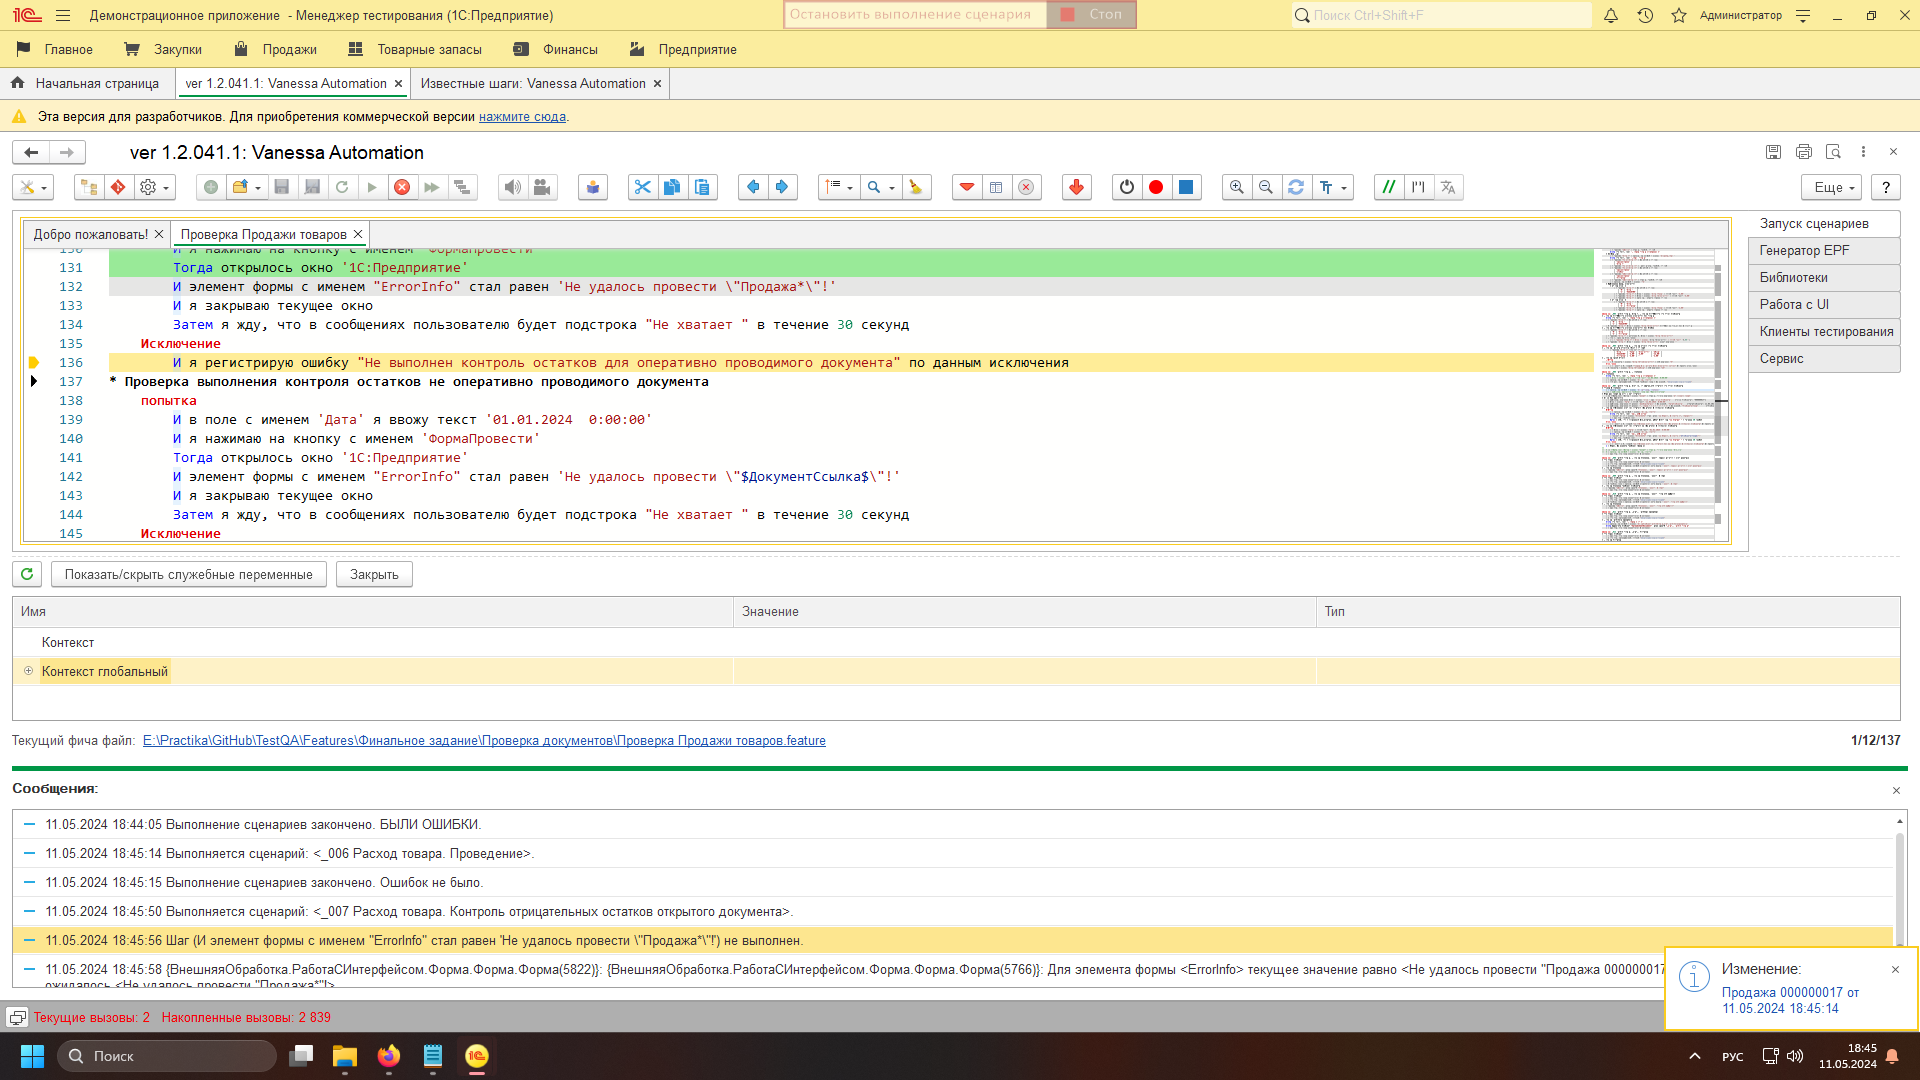 Демонстрационное приложение - Менеджер тестирования (1С:Предприятие)
Остановить выполнение сценария Стоп
Поиск Ctrl+Shift+F
Администратор
Главное Закупки Продажи Товарные запасы Финансы Предприятие
Начальная страница ver 1.2.041.1: Vanessa Automation Известные шаги: Vanessa Automation
Эта версия для разработчиков. Для приобретения коммерческой версии нажмите сюда.
ver 1.2.041.1: Vanessa Automation
Еще ?
Добро пожаловать! Проверка Продажи товаров
130 И я нажимаю на кнопку с именем 'ФормаПровести'
131 Тогда открылось окно '1С:Предприятие'
132 И элемент формы с именем "ErrorInfo" стал равен 'Не удалось провести \"Продажа*\"!'
133 И я закрываю текущее окно
134 Затем я жду, что в сообщениях пользователю будет подстрока "Не хватает " в течение 30 секунд
135 Исключение
136 И я регистрирую ошибку "Не выполнен контроль остатков для оперативно проводимого документа" по данным исключения
137 * Проверка выполнения контроля остатков не оперативно проводимого документа
138 попытка
139 И в поле с именем 'Дата' я ввожу текст '01.01.2024  0:00:00'
140 И я нажимаю на кнопку с именем 'ФормаПровести'
141 Тогда открылось окно '1С:Предприятие'
142 И элемент формы с именем "ErrorInfo" стал равен 'Не удалось провести \"$ДокументСсылка$\"!'
143 И я закрываю текущее окно
144 Затем я жду, что в сообщениях пользователю будет подстрока "Не хватает " в течение 30 секунд
145 Исключение
Запуск сценариев
Генератор EPF
Библиотеки
Работа с UI
Клиенты тестирования
Сервис
Показать/скрыть служебные переменные Закрыть
Имя Значение Тип
Контекст
Контекст глобальный
Текущий фича файл: E:\Practika\GitHub\TestQA\Features\Финальное задание\Проверка документов\Проверка Продажи товаров.feature 1/12/137
Сообщения:
11.05.2024 18:44:05 Выполнение сценариев закончено. БЫЛИ ОШИБКИ.
11.05.2024 18:45:14 Выполняется сценарий: <_006 Расход товара. Проведение>.
11.05.2024 18:45:15 Выполнение сценариев закончено. Ошибок не было.
11.05.2024 18:45:50 Выполняется сценарий: <_007 Расход товара. Контроль отрицательных остатков открытого документа>.
11.05.2024 18:45:56 Шаг (И элемент формы с именем "ErrorInfo" стал равен 'Не удалось провести \"Продажа*\"!') не выполнен.
11.05.2024 18:45:58 {ВнешняяОбработка.РаботаСИнтерфейсом.Форма.Форма.Форма(5822)}: {ВнешняяОбработка.РаботаСИнтерфейсом.Форма.Форма.Форма(5766)}: Для элемента формы <ErrorInfo> текущее значение равно <Не удалось провести "Продажа 000000017
ожидалось <Не удалось провести "Продажа*"!>
Изменение:
Продажа 000000017 от
11.05.2024 18:45:14
Текущие вызовы: 2 Накопленные вызовы: 2 839
Поиск
РУС
18:45
11.05.2024